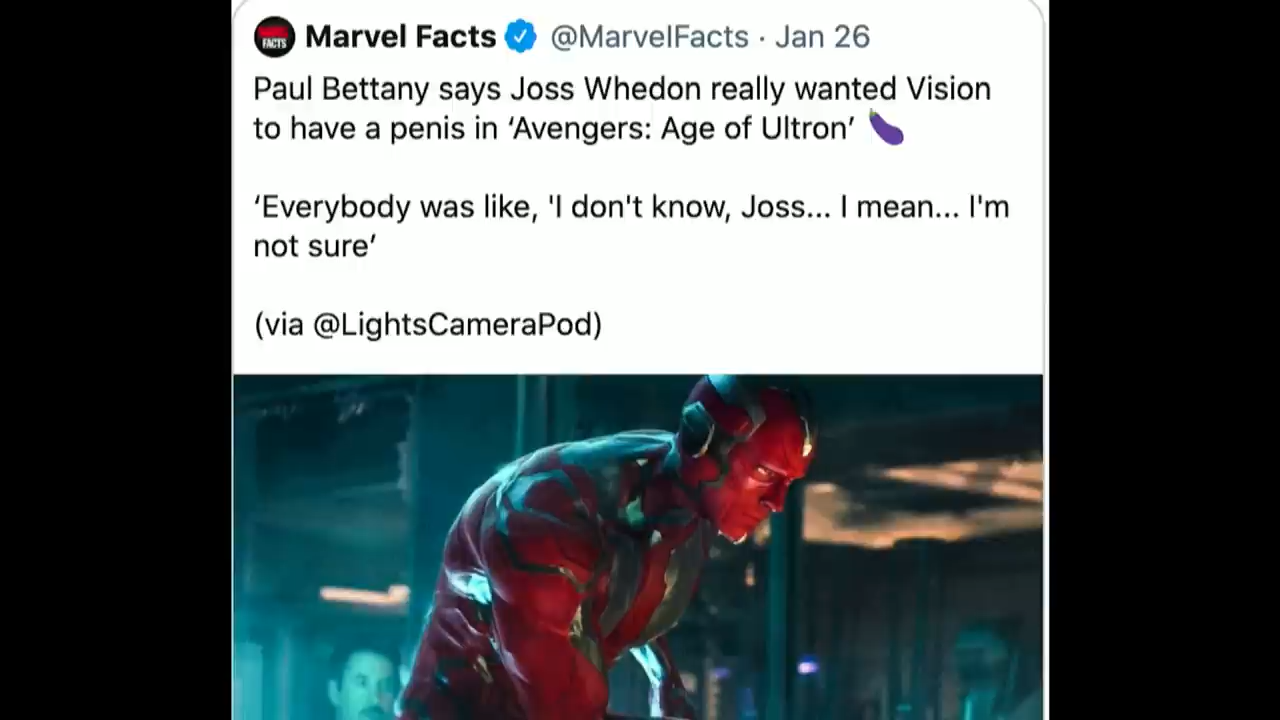 FACTS
Marvel Facts @MarvelFacts · Jan 26
Paul Bettany says Joss Whedon really wanted Vision
to have a penis in ‘Avengers: Age of Ultron’ 🍆
‘Everybody was like, 'I don't know, Joss... I mean... I'm
not sure’
(via @LightsCameraPod)